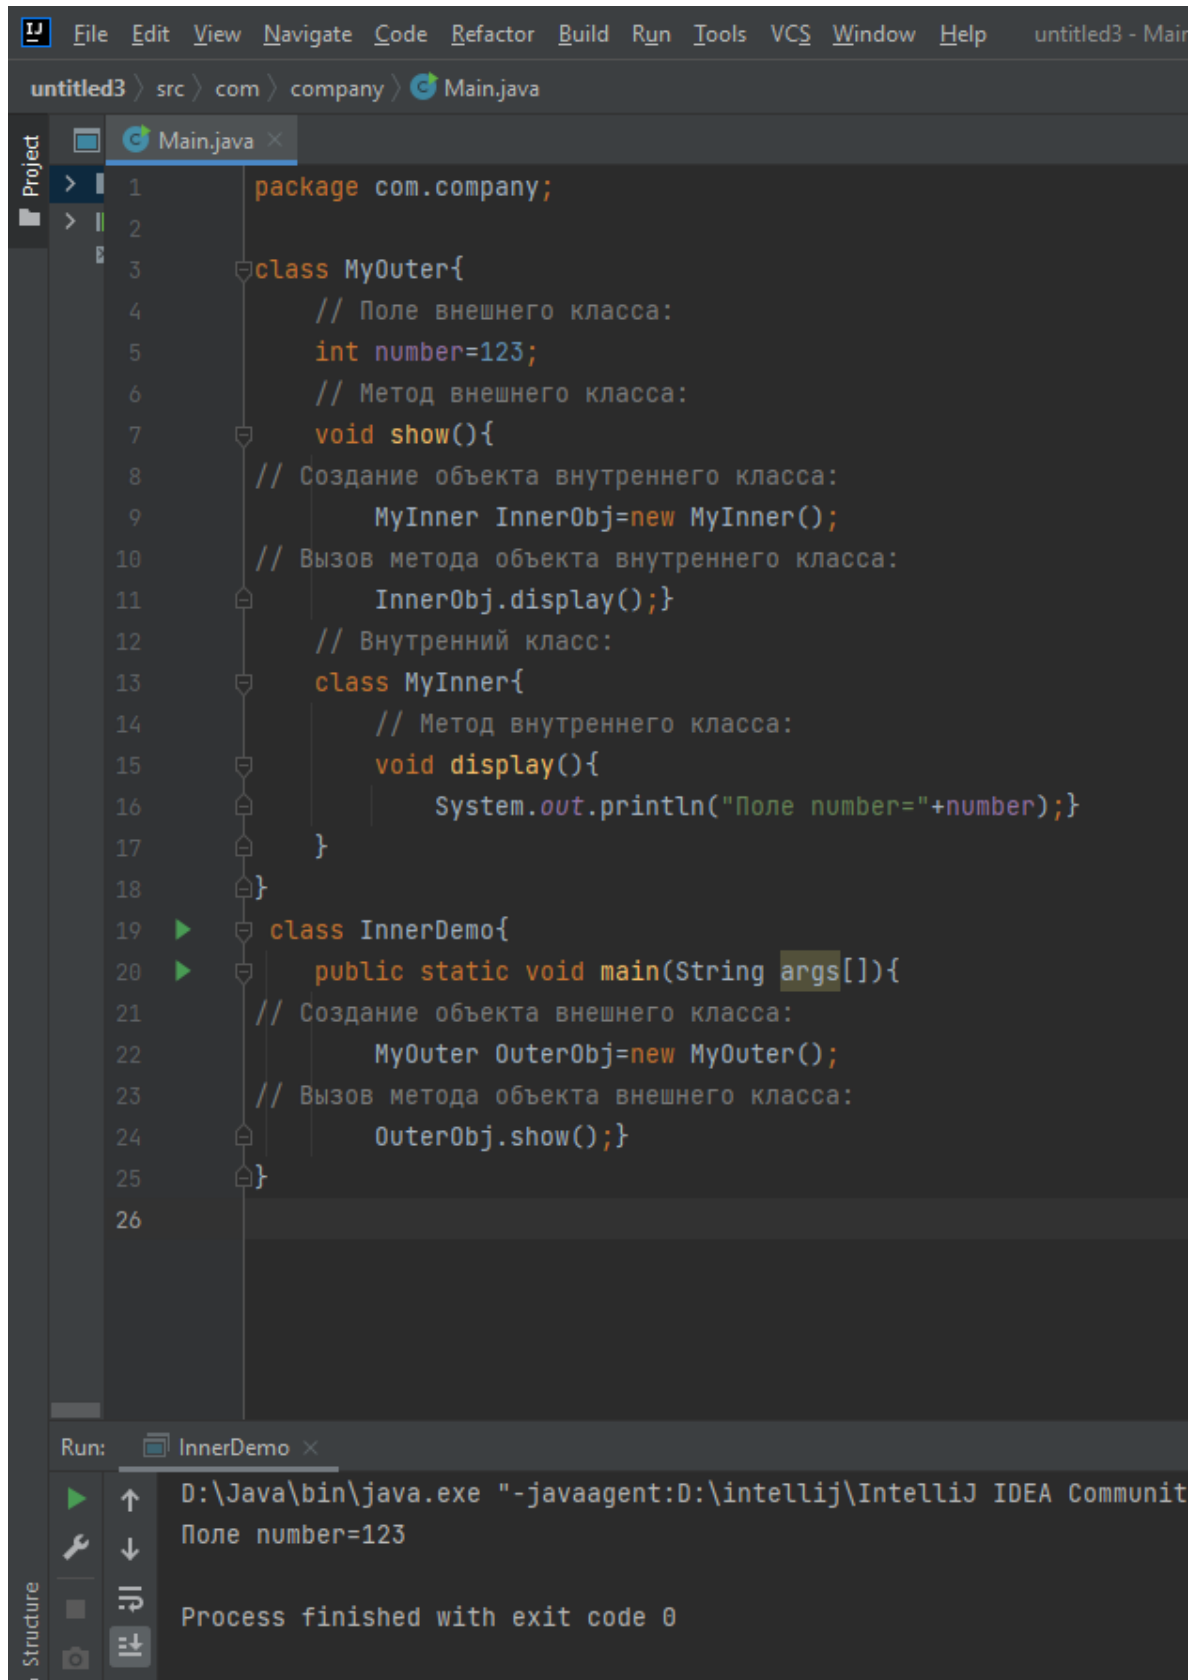 File Edit View Navigate Code Refactor Build Run Tools VCS Window Help untitled3 - Main
untitled3 src com company Main.java
Project
Main.java
1 package com.company;
2
3 class MyOuter{
4 // Поле внешнего класса:
5 int number=123;
6 // Метод внешнего класса:
7 void show(){
8 // Создание объекта внутреннего класса:
9 MyInner InnerObj=new MyInner();
10 // Вызов метода объекта внутреннего класса:
11 InnerObj.display();}
12 // Внутренний класс:
13 class MyInner{
14 // Метод внутреннего класса:
15 void display(){
16 System.out.println("Поле number="+number);}
17 }
18 }
19 class InnerDemo{
20 public static void main(String args[]){
21 // Создание объекта внешнего класса:
22 MyOuter OuterObj=new MyOuter();
23 // Вызов метода объекта внешнего класса:
24 OuterObj.show();}
25 }
26
Run: InnerDemo
D:\Java\bin\java.exe "-javaagent:D:\intellij\IntelliJ IDEA Communit
Поле number=123
Process finished with exit code 0
Structure